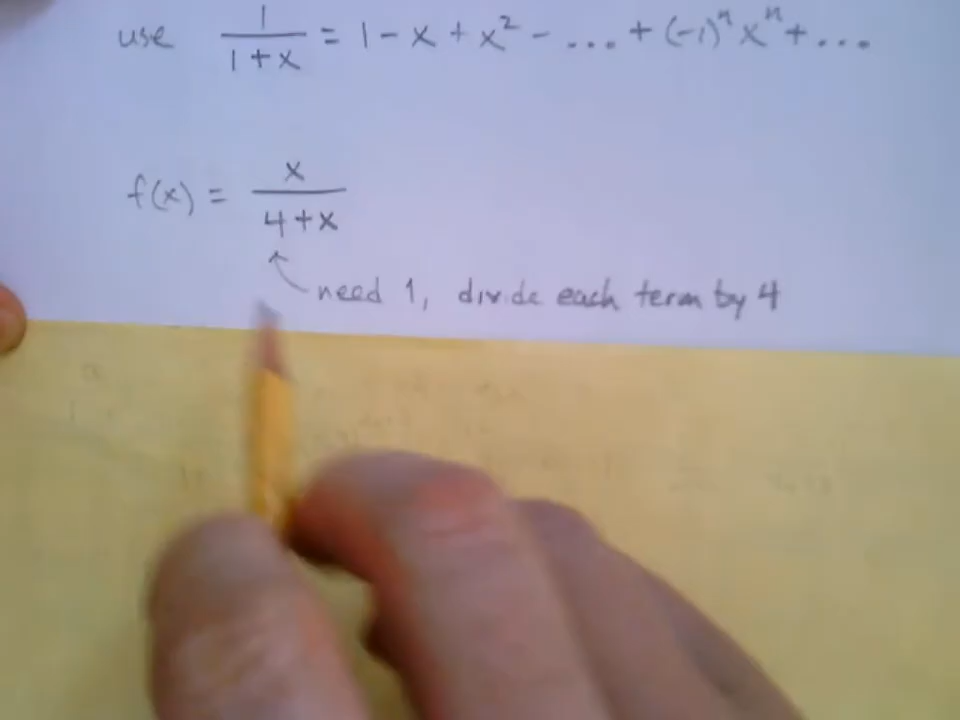 use 1/(1+x) = 1 - x + x² - ... + (-1)ⁿ xⁿ + ...
f(x) = x/(4+x)
need 1, divide each term by 4